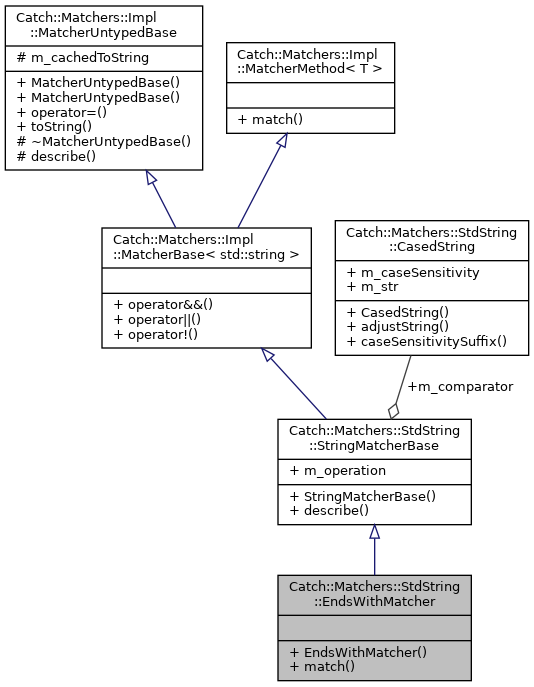 Catch::Matchers::Impl
::MatcherUntypedBase
# m_cachedToString
+ MatcherUntypedBase()
+ MatcherUntypedBase()
+ operator=()
+ toString()
# ~MatcherUntypedBase()
# describe()
Catch::Matchers::Impl
::MatcherMethod< T >
+ match()
Catch::Matchers::Impl
::MatcherBase< std::string >
+ operator&&()
+ operator||()
+ operator!()
Catch::Matchers::StdString
::CasedString
+ m_caseSensitivity
+ m_str
+ CasedString()
+ adjustString()
+ caseSensitivitySuffix()
+m_comparator
Catch::Matchers::StdString
::StringMatcherBase
+ m_operation
+ StringMatcherBase()
+ describe()
Catch::Matchers::StdString
::EndsWithMatcher
+ EndsWithMatcher()
+ match()